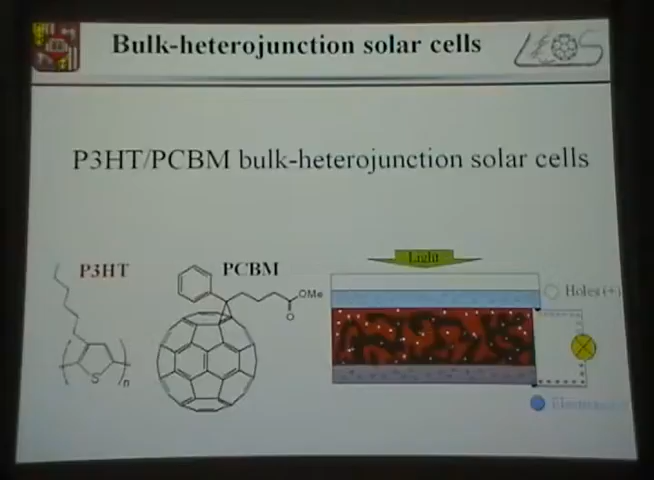 Bulk-heterojunction solar cells
P3HT/PCBM bulk-heterojunction solar cells
Light
P3HT
PCBM
OMe
O
S
n
Holes (+)